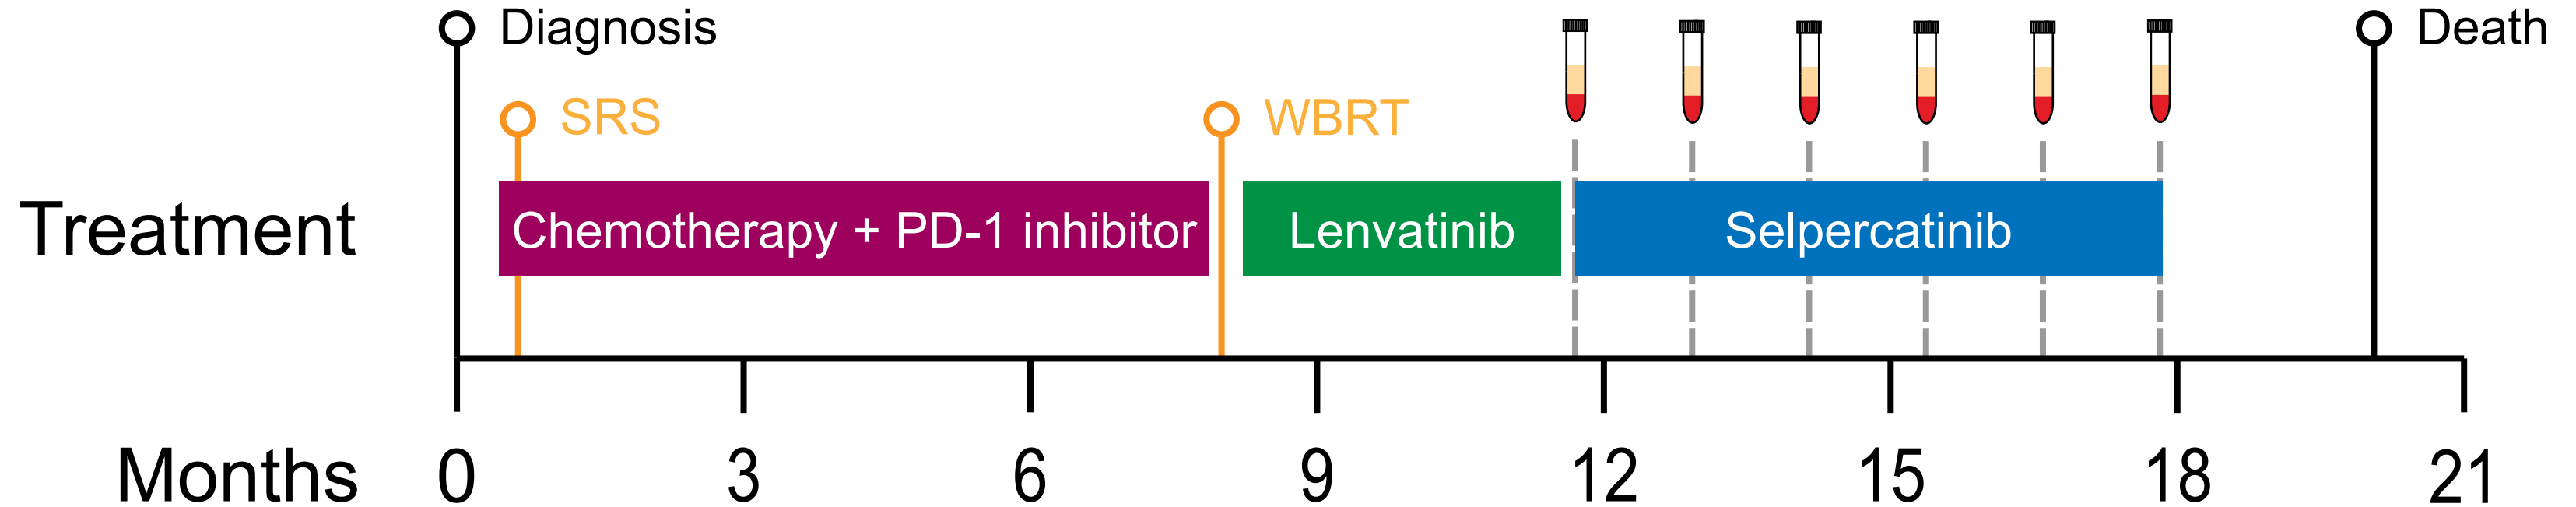 Diagnosis
Death
SRS
WBRT
Treatment
Chemotherapy + PD-1 inhibitor
Lenvatinib
Selpercatinib
Months
0
3
6
9
12
15
18
21